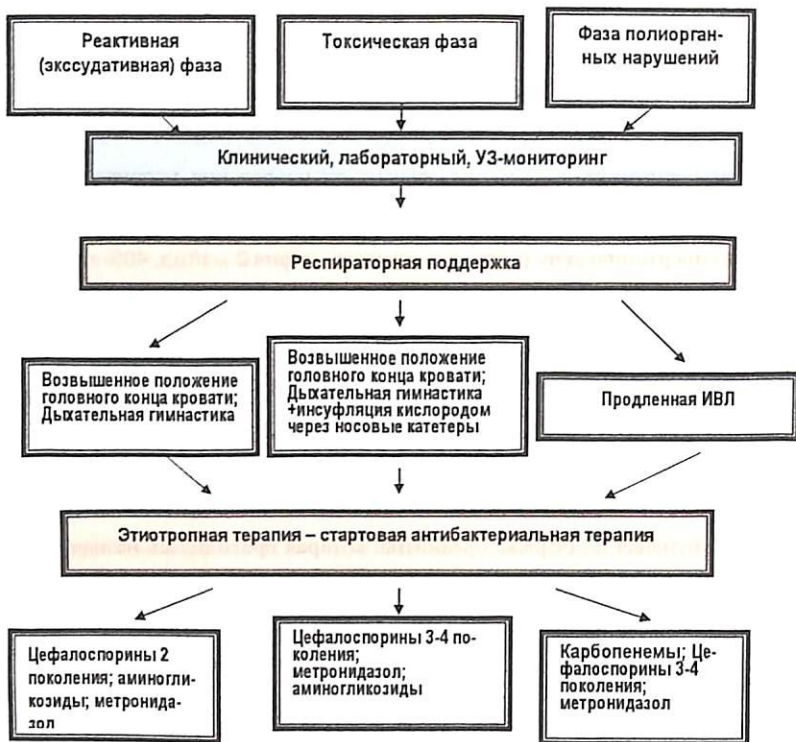 Реактивная
(экссудативная) фаза
Токсическая фаза
Фаза полиорган-
ных нарушений
Клинический, лабораторный, УЗ-мониторинг
Респираторная поддержка
Возвышенное положение
головного конца кровати;
Дыхательная гимнастика
Возвышенное положение
головного конца кровати;
Дыхательная гимнастика
+инсуфляция кислородом
через носовые катетеры
Продленная ИВЛ
Этиотропная терапия – стартовая антибактериальная терапия
Цефалоспорины 2
поколения; аминогли-
козиды; метронида-
зол
Цефалоспорины 3-4 по-
коления;
метронидазол;
аминогликозиды
Карбопенемы; Це-
фалоспорины 3-4
поколения;
метронидазол